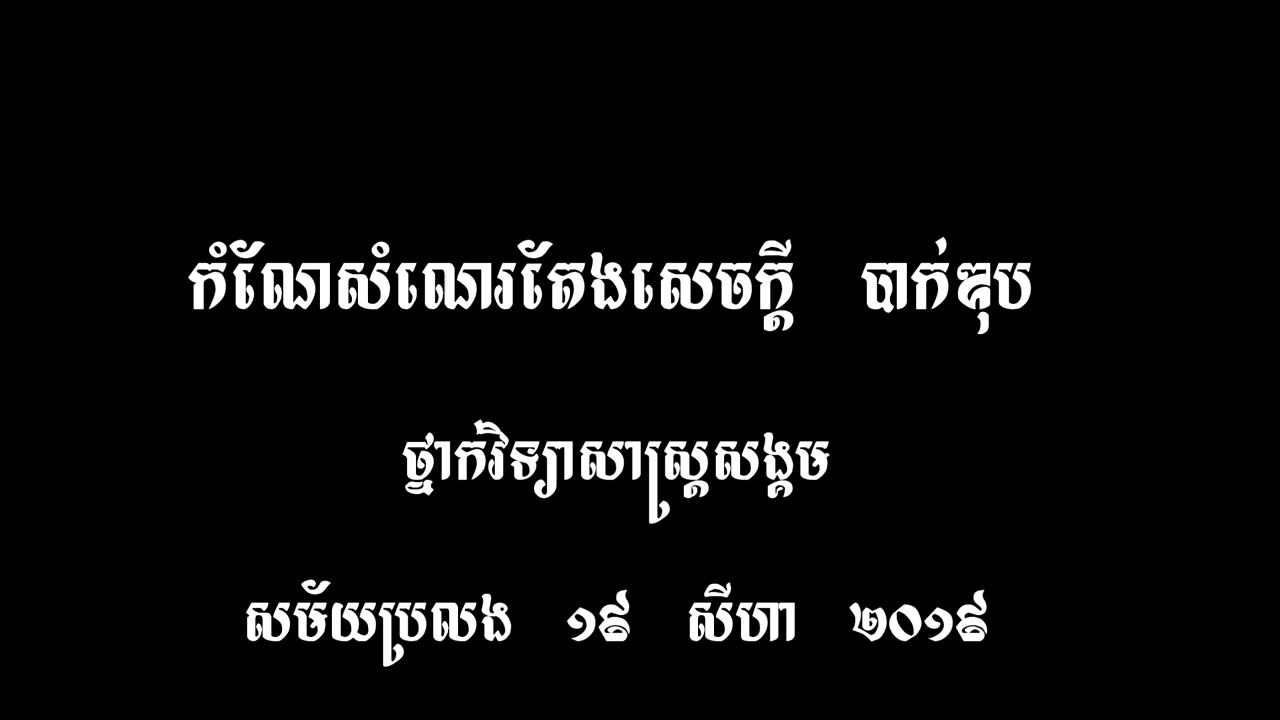 កំណែសំណេរតែងសេចក្ដី បាក់ឌុប
ថ្នាក់វិទ្យាសាស្ត្រសង្គម
សម័យប្រលង ១៩ សីហា ២០១៩